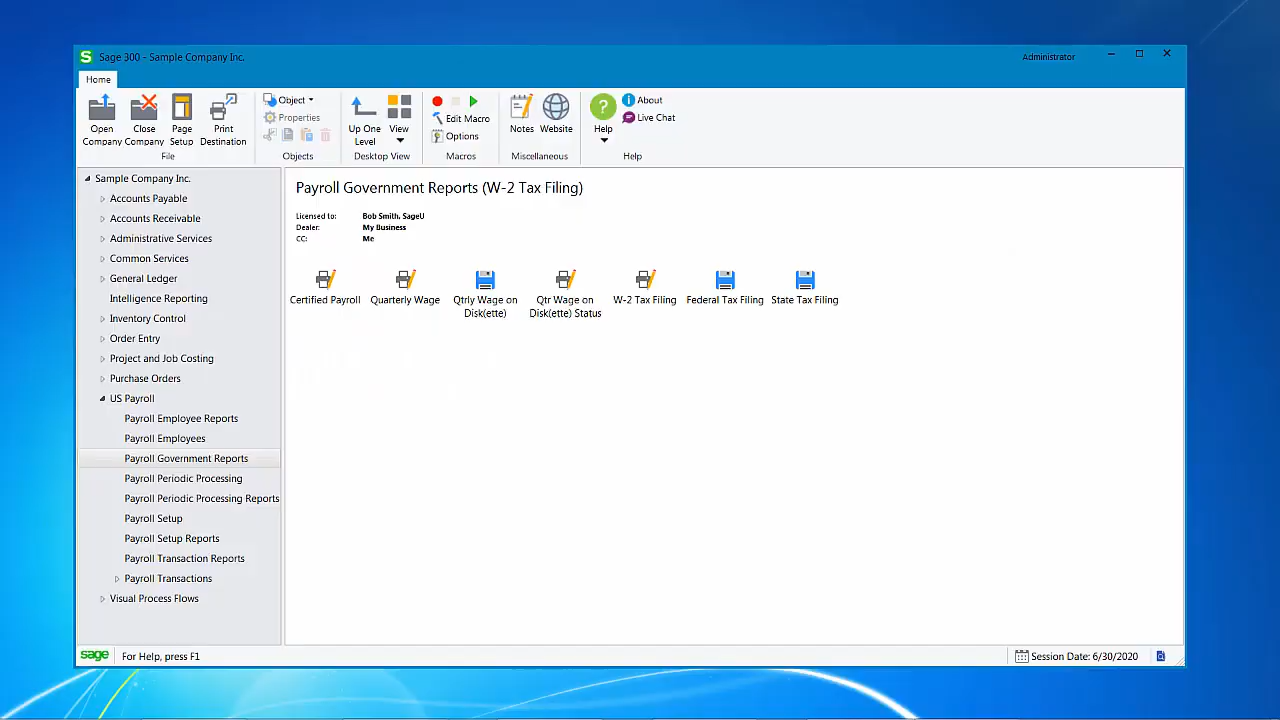 S Sage 300 - Sample Company Inc.
Administrator
Home
Open Company
Close Company
Page Setup
Print Destination
File
Object
Properties
Objects
Up One Level
View
Desktop View
Edit Macro
Options
Macros
Notes
Website
Miscellaneous
? Help
i About
Live Chat
Help
Sample Company Inc.
Accounts Payable
Accounts Receivable
Administrative Services
Common Services
General Ledger
Intelligence Reporting
Inventory Control
Order Entry
Project and Job Costing
Purchase Orders
US Payroll
Payroll Employee Reports
Payroll Employees
Payroll Government Reports
Payroll Periodic Processing
Payroll Periodic Processing Reports
Payroll Setup
Payroll Setup Reports
Payroll Transaction Reports
Payroll Transactions
Visual Process Flows
Payroll Government Reports (W-2 Tax Filing)
Licensed to: Bob Smith, SageU
Dealer: My Business
CC: Me
Certified Payroll
Quarterly Wage
Qtrly Wage on
Disk(ette)
Qtr Wage on
Disk(ette) Status
W-2 Tax Filing
Federal Tax Filing
State Tax Filing
sage
For Help, press F1
Session Date: 6/30/2020